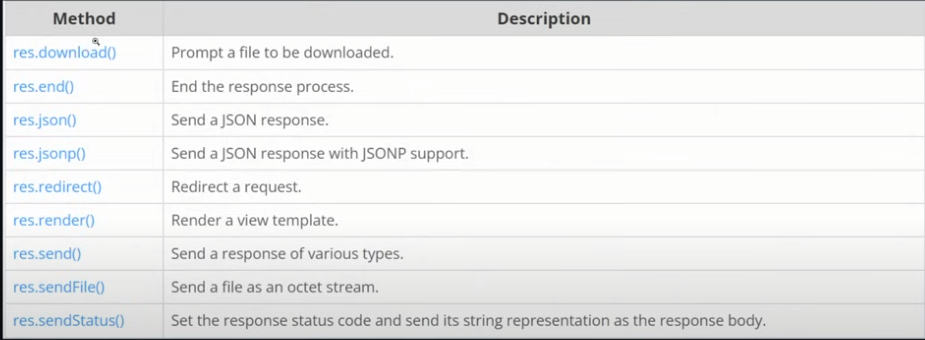 Method Description
res.download() Prompt a file to be downloaded.
res.end() End the response process.
res.json() Send a JSON response.
res.jsonp() Send a JSON response with JSONP support.
res.redirect() Redirect a request.
res.render() Render a view template.
res.send() Send a response of various types.
res.sendFile() Send a file as an octet stream.
res.sendStatus() Set the response status code and send its string representation as the response body.